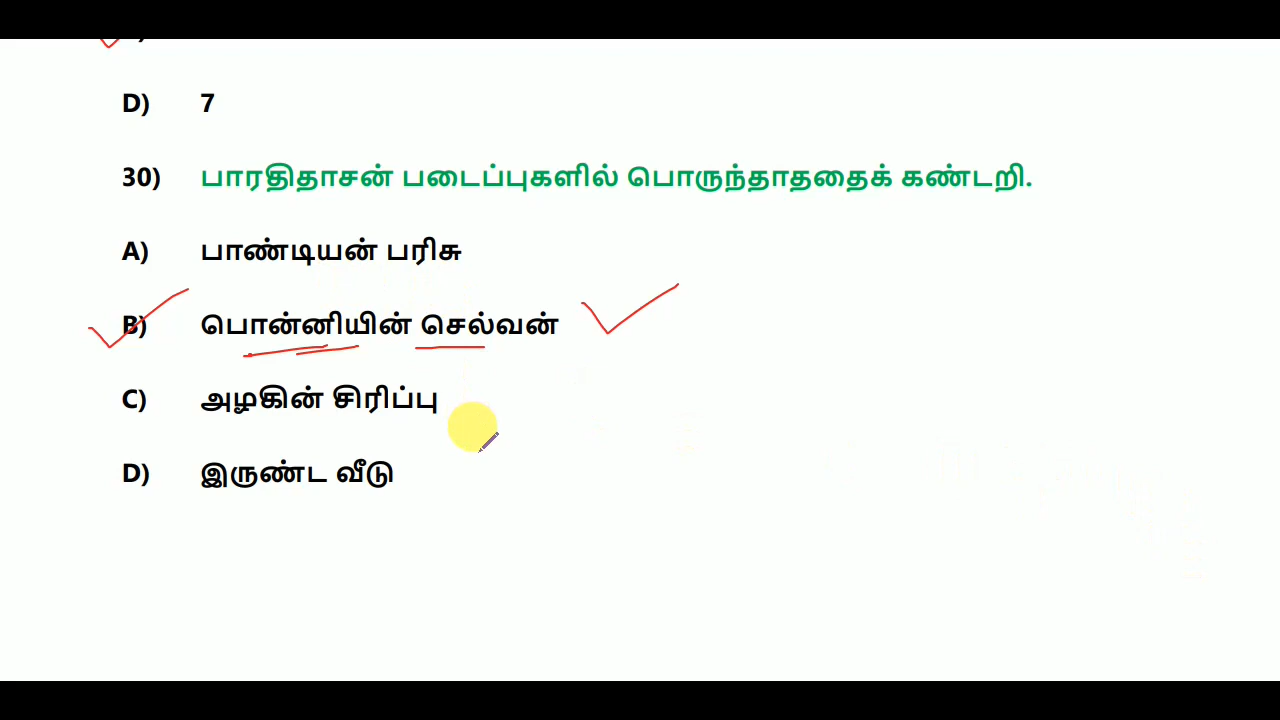 D) 7
30) பாரதிதாசன் படைப்புகளில் பொருந்தாததைக் கண்டறி.
A) பாண்டியன் பரிசு
B) பொன்னியின் செல்வன்
C) அழகின் சிரிப்பு
D) இருண்ட வீடு